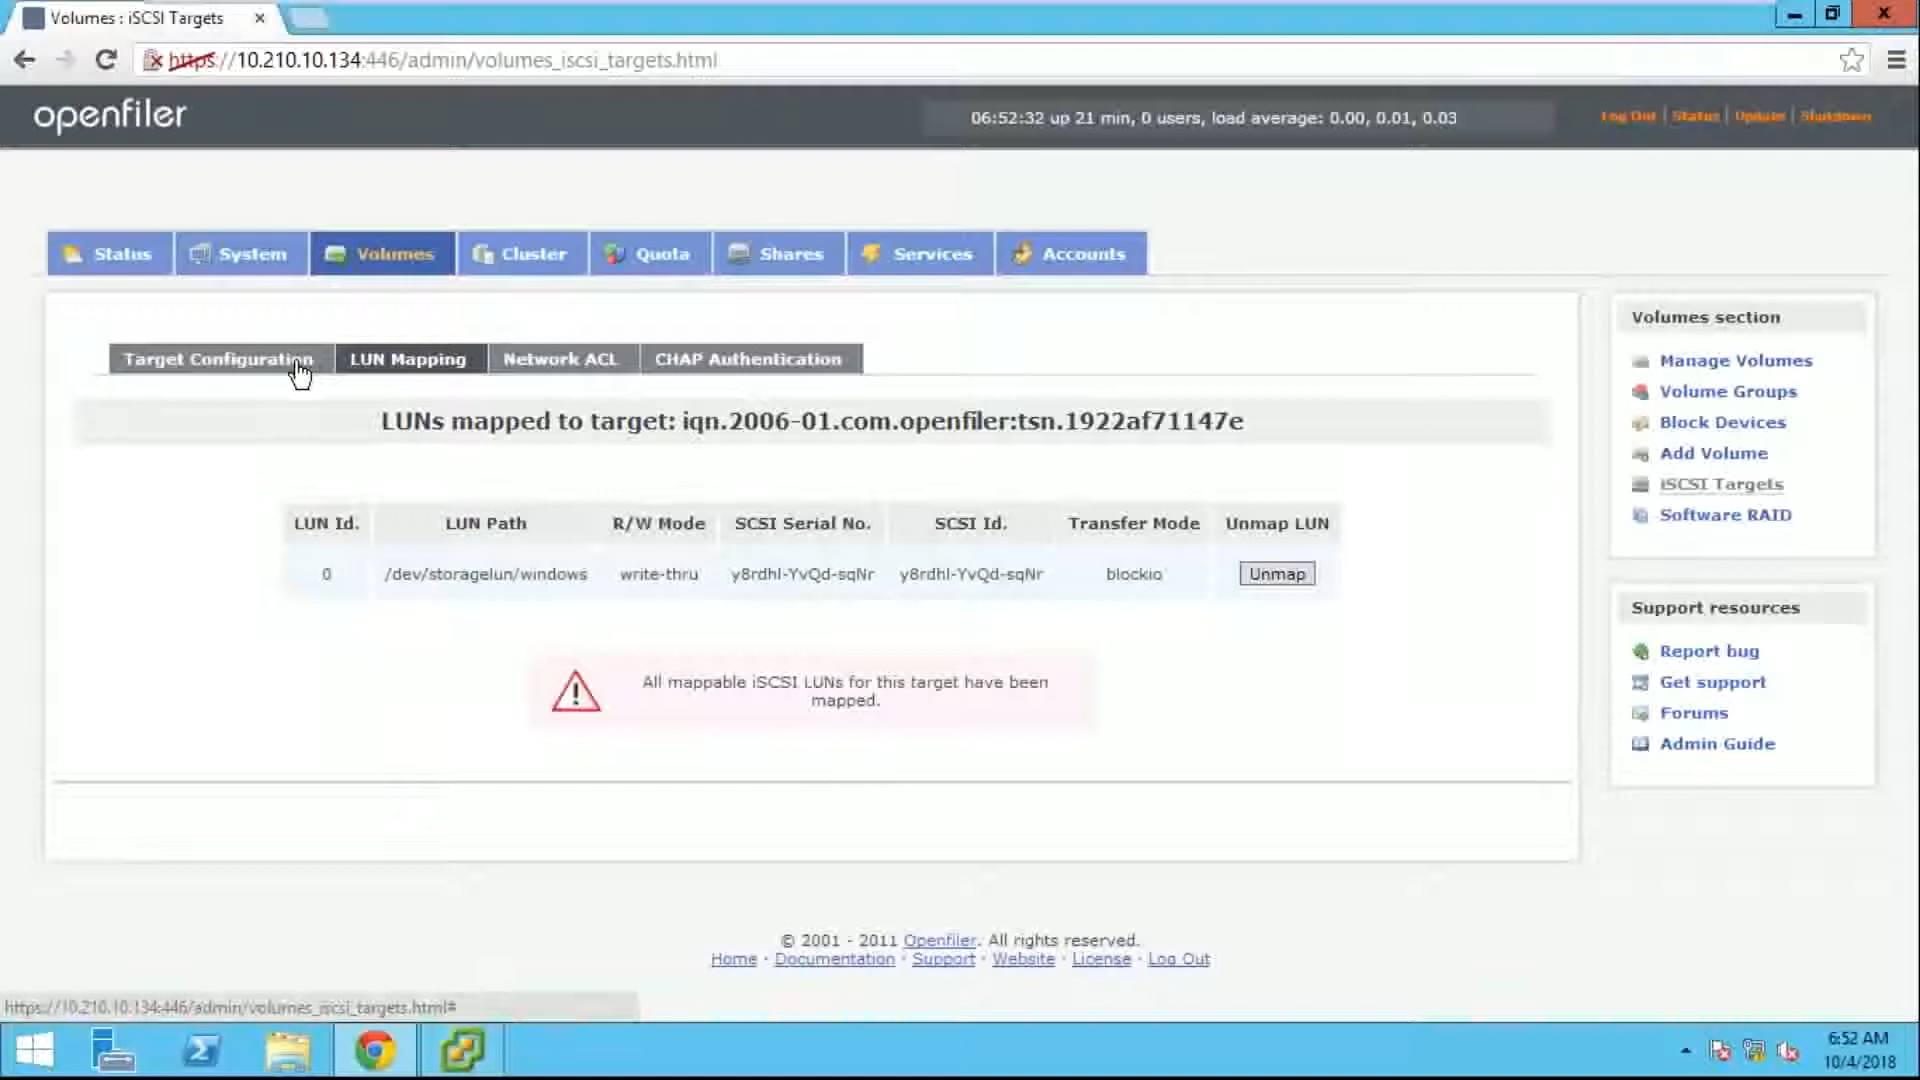 Volumes : iSCSI Targets
https://10.210.10.134:446/admin/volumes_iscsi_targets.html
openfiler
06:52:32 up 21 min, 0 users, load average: 0.00, 0.01, 0.03
Log Out | Status | Update | Shutdown
Status
System
Volumes
Cluster
Quota
Shares
Services
Accounts
Target Configuration
LUN Mapping
Network ACL
CHAP Authentication
LUNs mapped to target: iqn.2006-01.com.openfiler:tsn.1922af71147e
LUN Id. LUN Path R/W Mode SCSI Serial No. SCSI Id. Transfer Mode Unmap LUN
0 /dev/storagelun/windows write-thru y8rdhI-YvQd-sqNr y8rdhI-YvQd-sqNr blockio Unmap
All mappable iSCSI LUNs for this target have been
mapped.
Volumes section
Manage Volumes
Volume Groups
Block Devices
Add Volume
iSCSI Targets
Software RAID
Support resources
Report bug
Get support
Forums
Admin Guide
© 2001 - 2011 Openfiler. All rights reserved.
Home · Documentation · Support · Website · License · Log Out
https://10.210.10.134:446/admin/volumes_iscsi_targets.html#
6:52 AM
10/4/2018